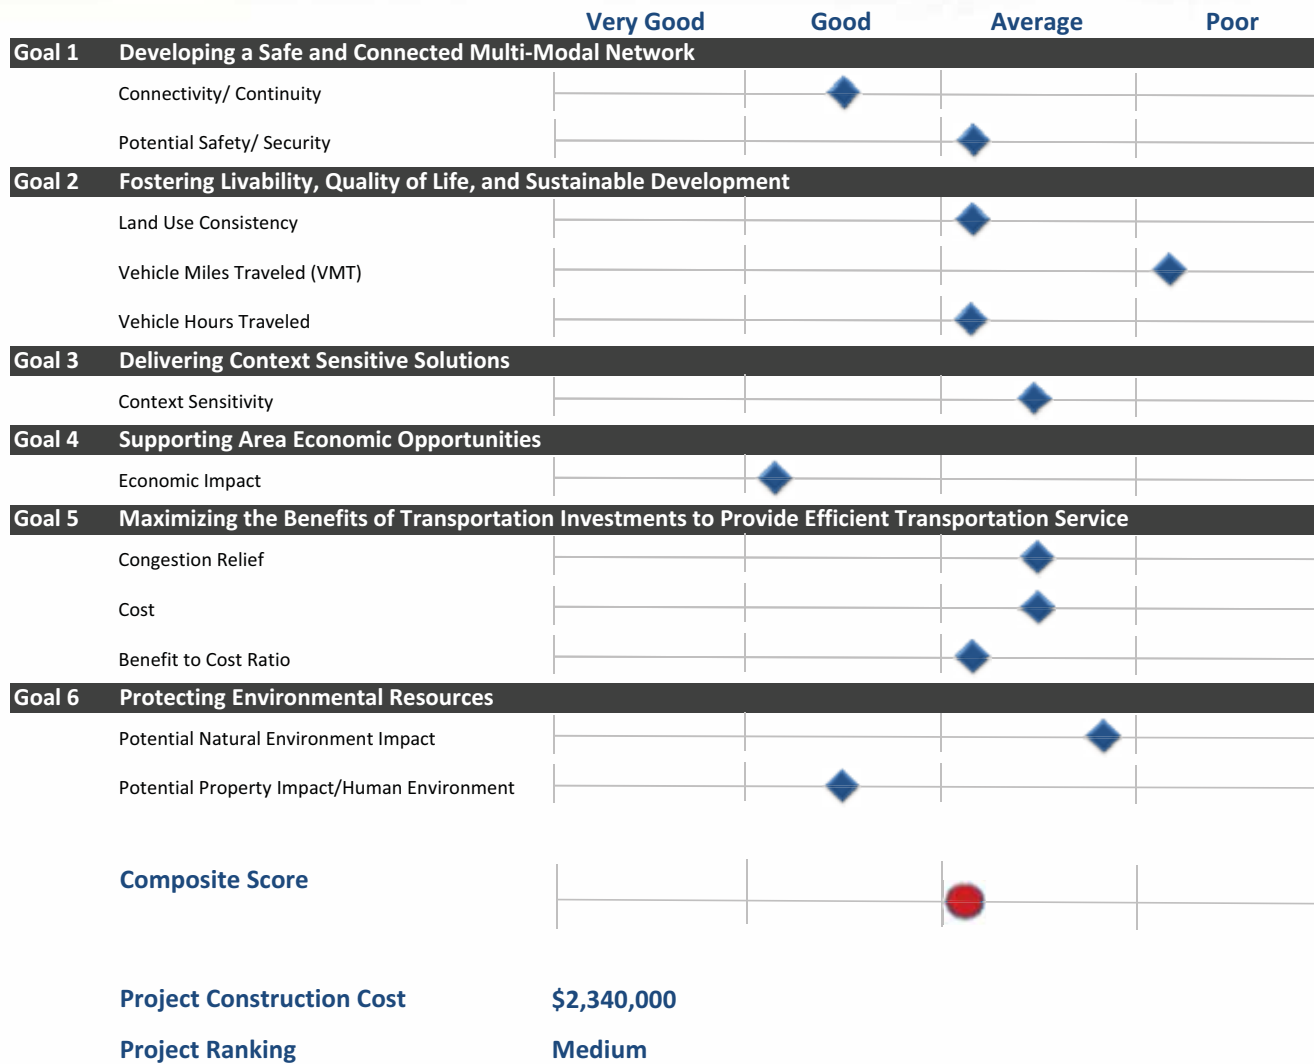 Very Good Good Average Poor
Goal 1 Developing a Safe and Connected Multi-Modal Network
Connectivity/ Continuity
Potential Safety/ Security
Goal 2 Fostering Livability, Quality of Life, and Sustainable Development
Land Use Consistency
Vehicle Miles Traveled (VMT)
Vehicle Hours Traveled
Goal 3 Delivering Context Sensitive Solutions
Context Sensitivity
Goal 4 Supporting Area Economic Opportunities
Economic Impact
Goal 5 Maximizing the Benefits of Transportation Investments to Provide Efficient Transportation Service
Congestion Relief
Cost
Benefit to Cost Ratio
Goal 6 Protecting Environmental Resources
Potential Natural Environment Impact
Potential Property Impact/Human Environment
Composite Score
Project Construction Cost $2,340,000
Project Ranking Medium